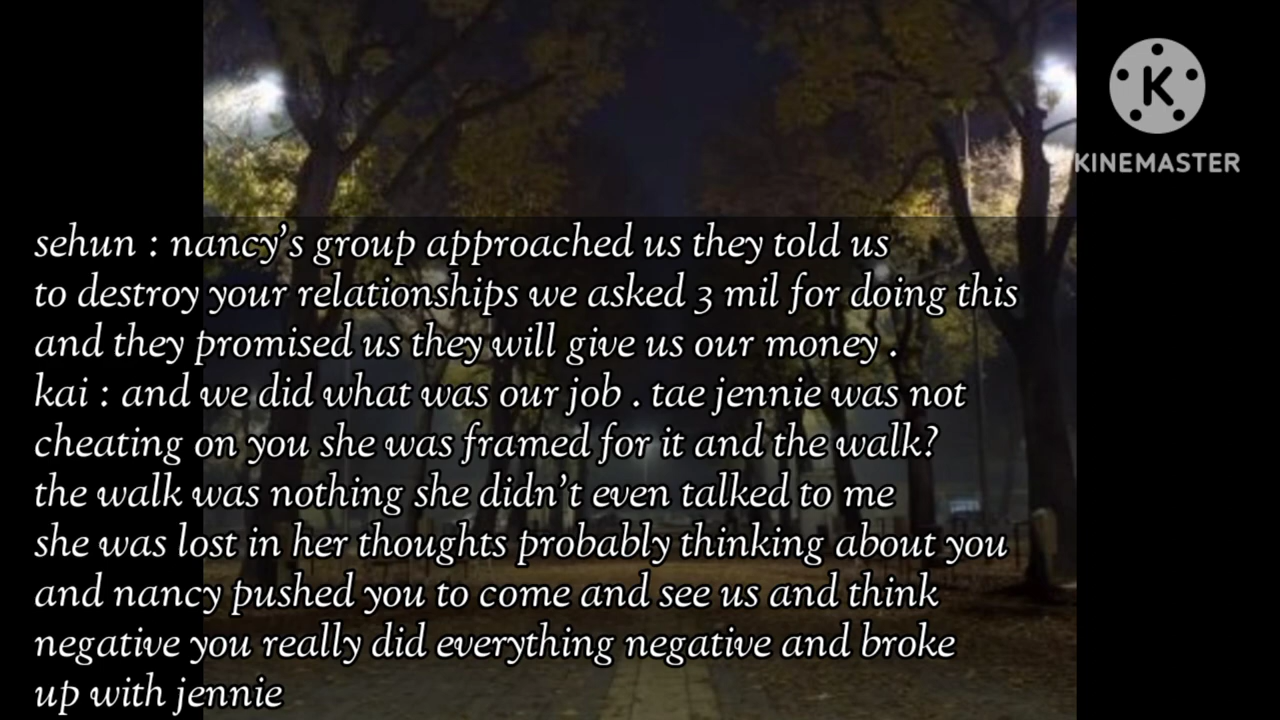 KINEMASTER
sehun : nancy's group approached us they told us
to destroy your relationships we asked 3 mil for doing this
and they promised us they will give us our money .
kai : and we did what was our job . tae jennie was not
cheating on you she was framed for it and the walk?
the walk was nothing she didn't even talked to me
she was lost in her thoughts probably thinking about you
and nancy pushed you to come and see us and think
negative you really did everything negative and broke
up with jennie